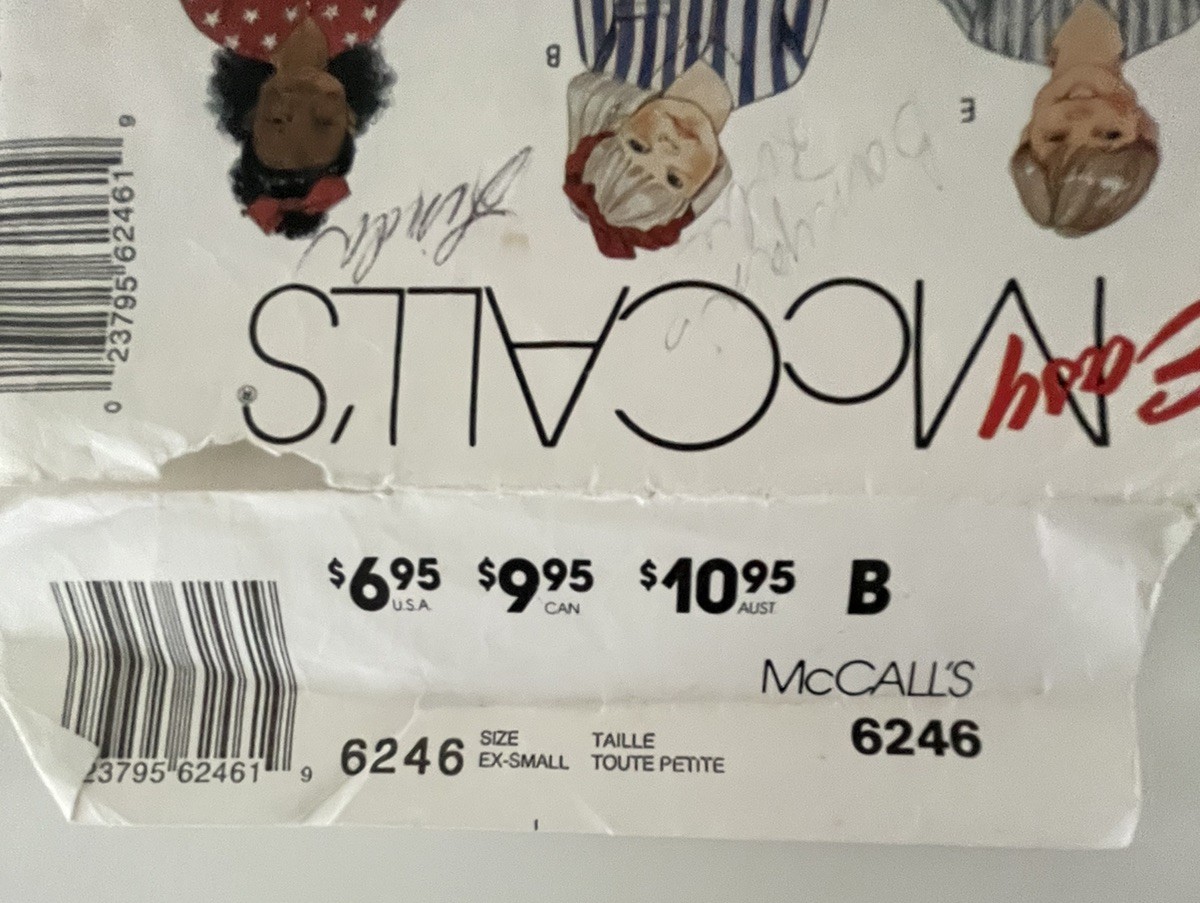 B
E
Linda
McCALL'S®
Easy
0 23795 62461 9
$6.95 U.S.A. $9.95 CAN $10.95 AUST. B
McCALL'S
6246
23795 62461 9
6246 SIZE EX-SMALL TAILLE TOUTE PETITE